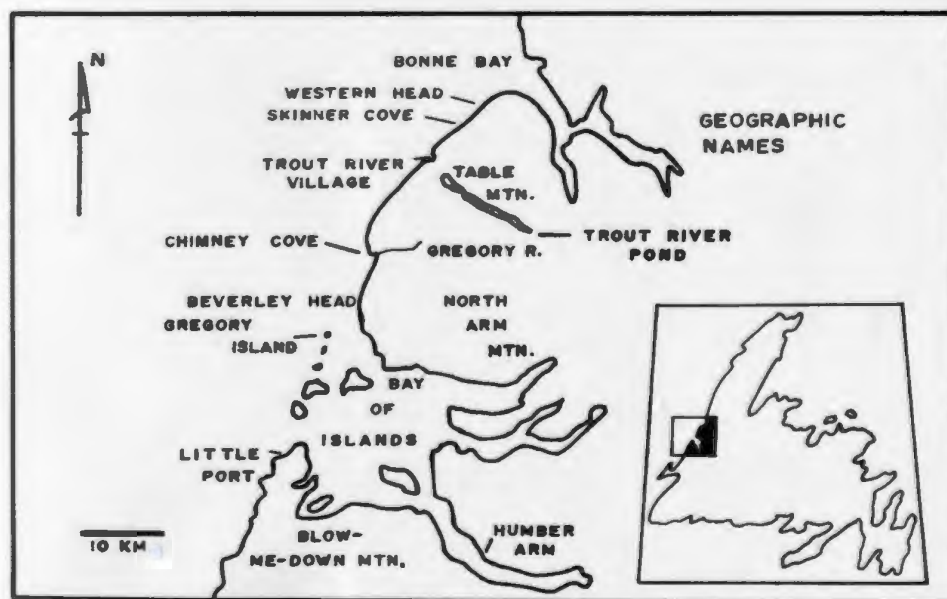 N
BONNE BAY
WESTERN HEAD
SKINNER COVE
GEOGRAPHIC
NAMES
TROUT RIVER
VILLAGE
TABLE
MTN.
TROUT RIVER
POND
CHIMNEY COVE
GREGORY R.
BEVERLEY HEAD
GREGORY
ISLAND
NORTH
ARM
MTN.
BAY
OF
ISLANDS
LITTLE
PORT
10 KM
BLOW-
ME-DOWN MTN.
HUMBER
ARM